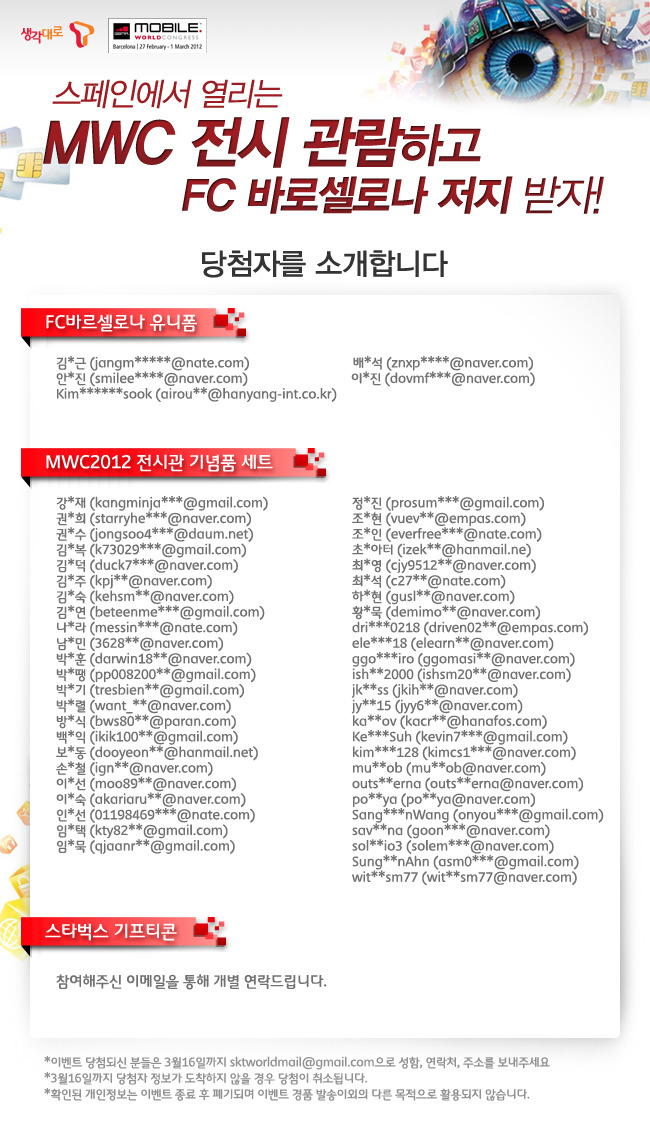 생각대로 T
GSMA MOBILE
WORLD CONGRESS
Barcelona | 27 February - 1 March 2012
스페인에서 열리는
MWC 전시 관람하고
FC 바로셀로나 저지 받자!
당첨자를 소개합니다
FC바르셀로나 유니폼
김*근 (jangm*****@nate.com)
안*진 (smilee****@naver.com)
Kim******sook (airou**@hanyang-int.co.kr)
배*석 (znxp****@naver.com)
이*진 (dovmf***@naver.com)
MWC2012 전시관 기념품 세트
강*재 (kangminja***@gmail.com)
권*희 (starryhe***@naver.com)
권*수 (jongsoo4***@daum.net)
김*복 (k73029***@gmail.com)
김*덕 (duck7***@naver.com)
김*주 (kpj**@naver.com)
김*숙 (kehsm**@naver.com)
김*연 (beteenme***@gmail.com)
나*라 (messin***@nate.com)
남*민 (3628**@naver.com)
박*훈 (darwin18**@naver.com)
박*땡 (pp008200**@gmail.com)
박*기 (tresbien**@gmail.com)
박*렬 (want_**@naver.com)
방*식 (bws80**@paran.com)
백*익 (ikik100**@gmail.com)
보*동 (dooyeon**@hanmail.net)
손*철 (ign**@naver.com)
이*선 (moo89**@naver.com)
이*숙 (akariaru**@naver.com)
인*선 (01198469***@nate.com)
임*택 (kty82**@gmail.com)
임*묵 (qjaanr**@gmail.com)
정*진 (prosum***@gmail.com)
조*현 (vuev**@empas.com)
조*인 (everfree***@nate.com)
초*아터 (izek**@hanmail.ne)
최*영 (cjy9512**@naver.com)
최*석 (c27**@nate.com)
하*현 (gusl**@naver.com)
황*묵 (demimo**@naver.com)
dri***0218 (driven02**@empas.com)
ele***18 (elearn**@naver.com)
ggo***iro (ggomasi**@naver.com)
ish**2000 (ishsm20**@naver.com)
jk**ss (jkih**@naver.com)
jy**15 (jyy6**@naver.com)
ka**ov (kacr**@hanafos.com)
Ke***Suh (kevin7***@gmail.com)
kim***128 (kimcs1***@naver.com)
mu**ob (mu**ob@naver.com)
outs**erna (outs**erna@naver.com)
po**ya (po**ya@naver.com)
Sang***nWang (onyou***@gmail.com)
sav**na (goon***@naver.com)
sol**io3 (solem***@naver.com)
Sung**nAhn (asm0***@gmail.com)
wit**sm77 (wit**sm77@naver.com)
스타벅스 기프티콘
참여해주신 이메일을 통해 개별 연락드립니다.
*이벤트 당첨되신 분들은 3월16일까지 sktworldmail@gmail.com으로 성함, 연락처, 주소를 보내주세요
*3월16일까지 당첨자 정보가 도착하지 않을 경우 당첨이 취소됩니다.
*확인된 개인정보는 이벤트 종료 후 폐기되며 이벤트 경품 발송이외의 다른 목적으로 활용되지 않습니다.